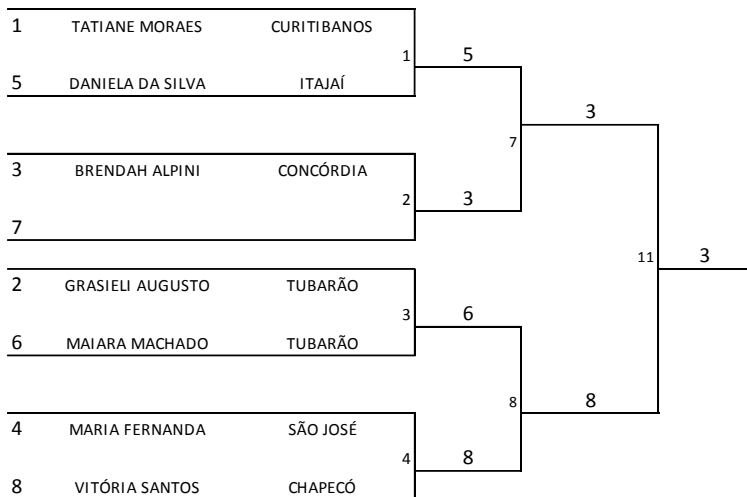 1 TATIANE MORAES CURITIBANOS
1 5
5 DANIELA DA SILVA ITAJAÍ
3
7
3 BRENDAH ALPINI CONCÓRDIA
2 3
7
11 3
2 GRASIELI AUGUSTO TUBARÃO
3 6
6 MAIARA MACHADO TUBARÃO
8 8
4 MARIA FERNANDA SÃO JOSÉ
4 8
8 VITÓRIA SANTOS CHAPECÓ